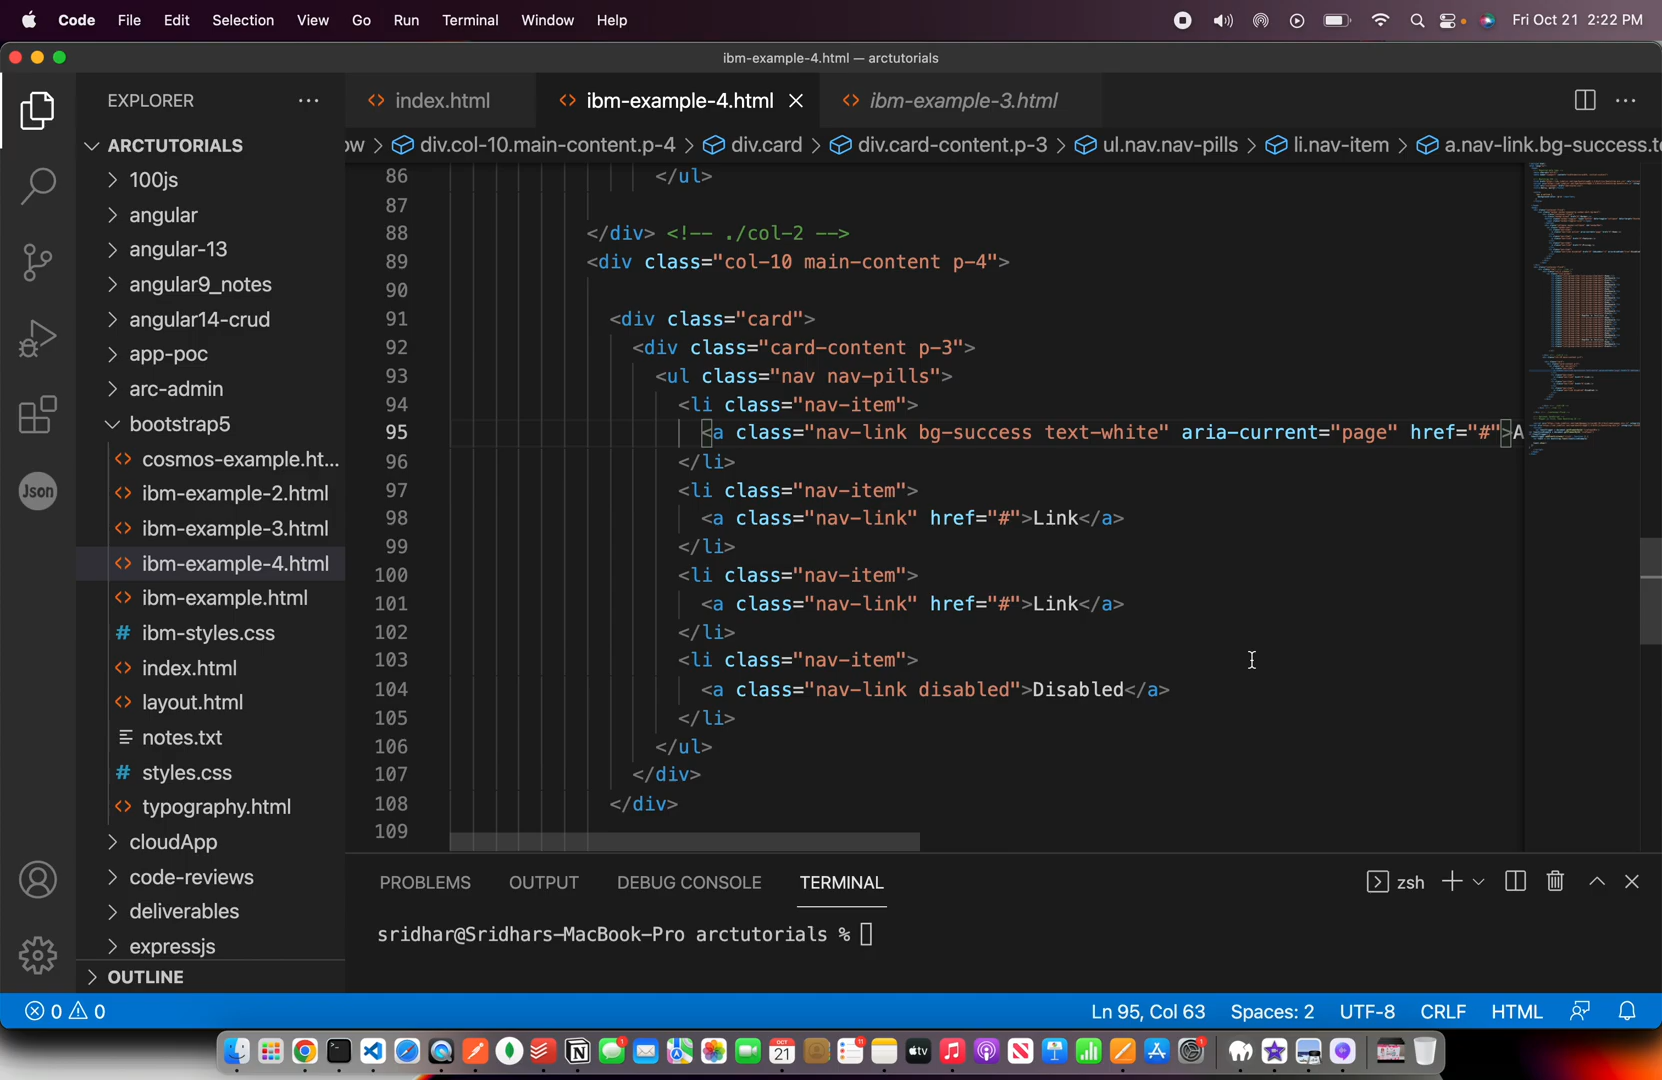 Code File Edit Selection View Go Run Terminal Window Help Fri Oct 21 2:22 PM
ibm-example-4.html — arctutorials
EXPLORER
index.html ibm-example-4.html ibm-example-3.html
ow > div.col-10.main-content.p-4 > div.card > div.card-content.p-3 > ul.nav.nav-pills > li.nav-item > a.nav-link.bg-success.te
ARCTUTORIALS
100js
angular
angular-13
angular9_notes
angular14-crud
app-poc
arc-admin
bootstrap5
cosmos-example.ht...
ibm-example-2.html
ibm-example-3.html
ibm-example-4.html
ibm-example.html
ibm-styles.css
index.html
layout.html
notes.txt
styles.css
typography.html
cloudApp
code-reviews
deliverables
expressjs
OUTLINE
Json
86 </ul>
87
88 </div> <!-- ./col-2 -->
89 <div class="col-10 main-content p-4">
90
91 <div class="card">
92 <div class="card-content p-3">
93 <ul class="nav nav-pills">
94 <li class="nav-item">
95 <a class="nav-link bg-success text-white" aria-current="page" href="#">A
96 </li>
97 <li class="nav-item">
98 <a class="nav-link" href="#">Link</a>
99 </li>
100 <li class="nav-item">
101 <a class="nav-link" href="#">Link</a>
102 </li>
103 <li class="nav-item">
104 <a class="nav-link disabled">Disabled</a>
105 </li>
106 </ul>
107 </div>
108 </div>
109
PROBLEMS OUTPUT DEBUG CONSOLE TERMINAL zsh
sridhar@Sridhars-MacBook-Pro arctutorials %
0 0 Ln 95, Col 63 Spaces: 2 UTF-8 CRLF HTML